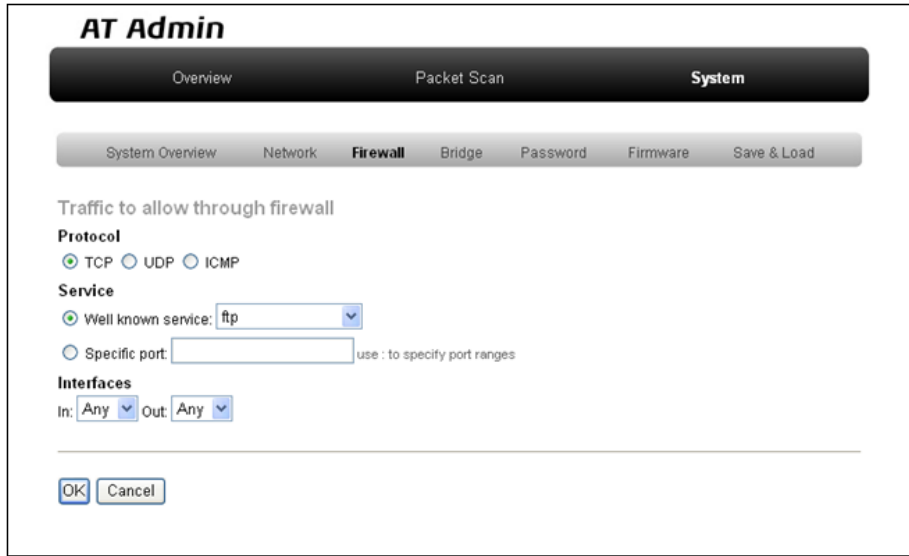 AT Admin
Overview Packet Scan System
System Overview Network Firewall Bridge Password Firmware Save & Load
Traffic to allow through firewall
Protocol
TCP UDP ICMP
Service
Well known service: ftp
Specific port: use : to specify port ranges
Interfaces
In: Any Out: Any
OK Cancel